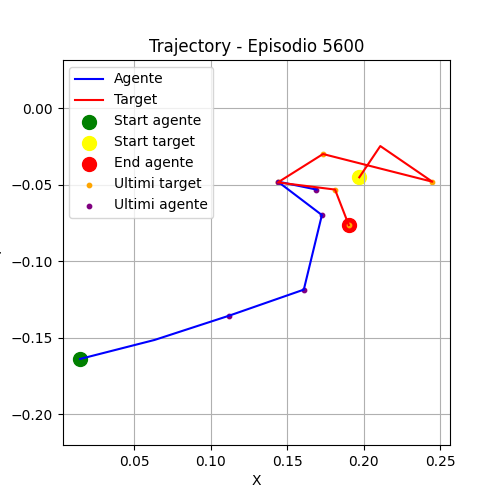 Trajectory - Episodio 5600
Agente
Target
Start agente
Start target
End agente
Ultimi target
Ultimi agente
0.00
−0.05
−0.10
−0.15
−0.20
0.05
0.10
0.15
0.20
0.25
X